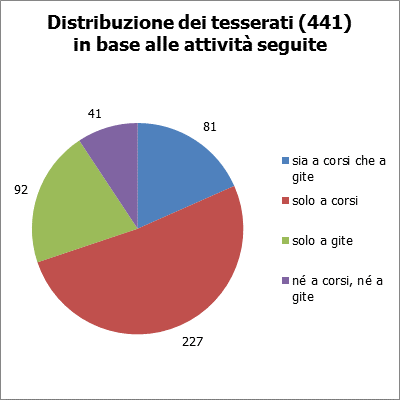 Distribuzione dei tesserati (441)
in base alle attività seguite
41
81
92
227
sia a corsi che a
gite
solo a corsi
solo a gite
né a corsi, né a
gite